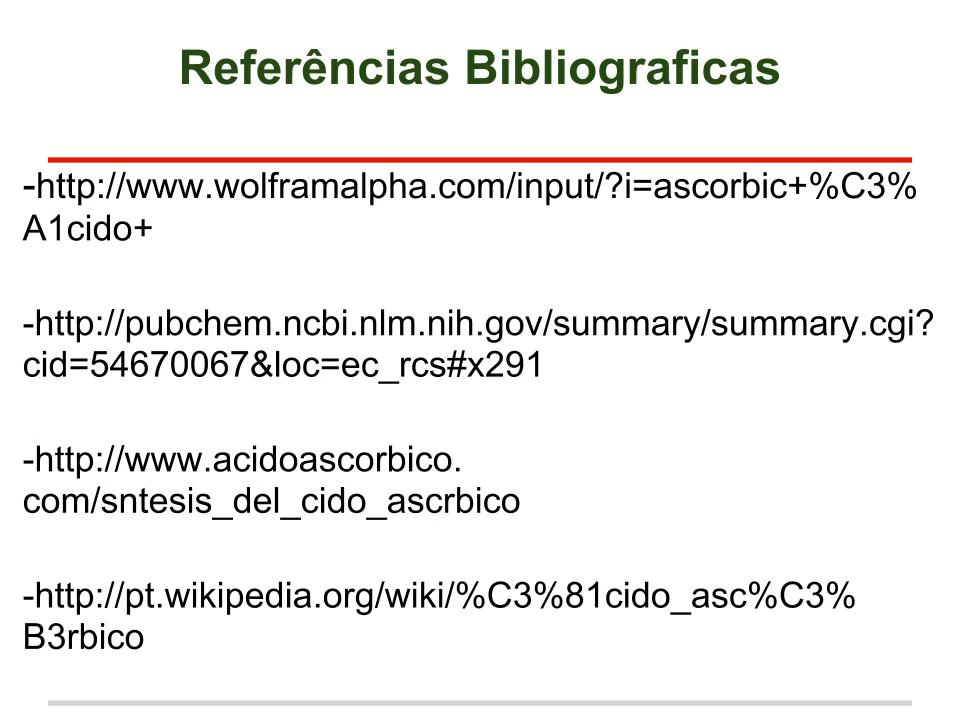 Referências Bibliograficas
-http://www.wolframalpha.com/input/?i=ascorbic+%C3%
A1cido+
-http://pubchem.ncbi.nlm.nih.gov/summary/summary.cgi?
cid=54670067&loc=ec_rcs#x291
-http://www.acidoascorbico.
com/sntesis_del_cido_ascrbico
-http://pt.wikipedia.org/wiki/%C3%81cido_asc%C3%
B3rbico